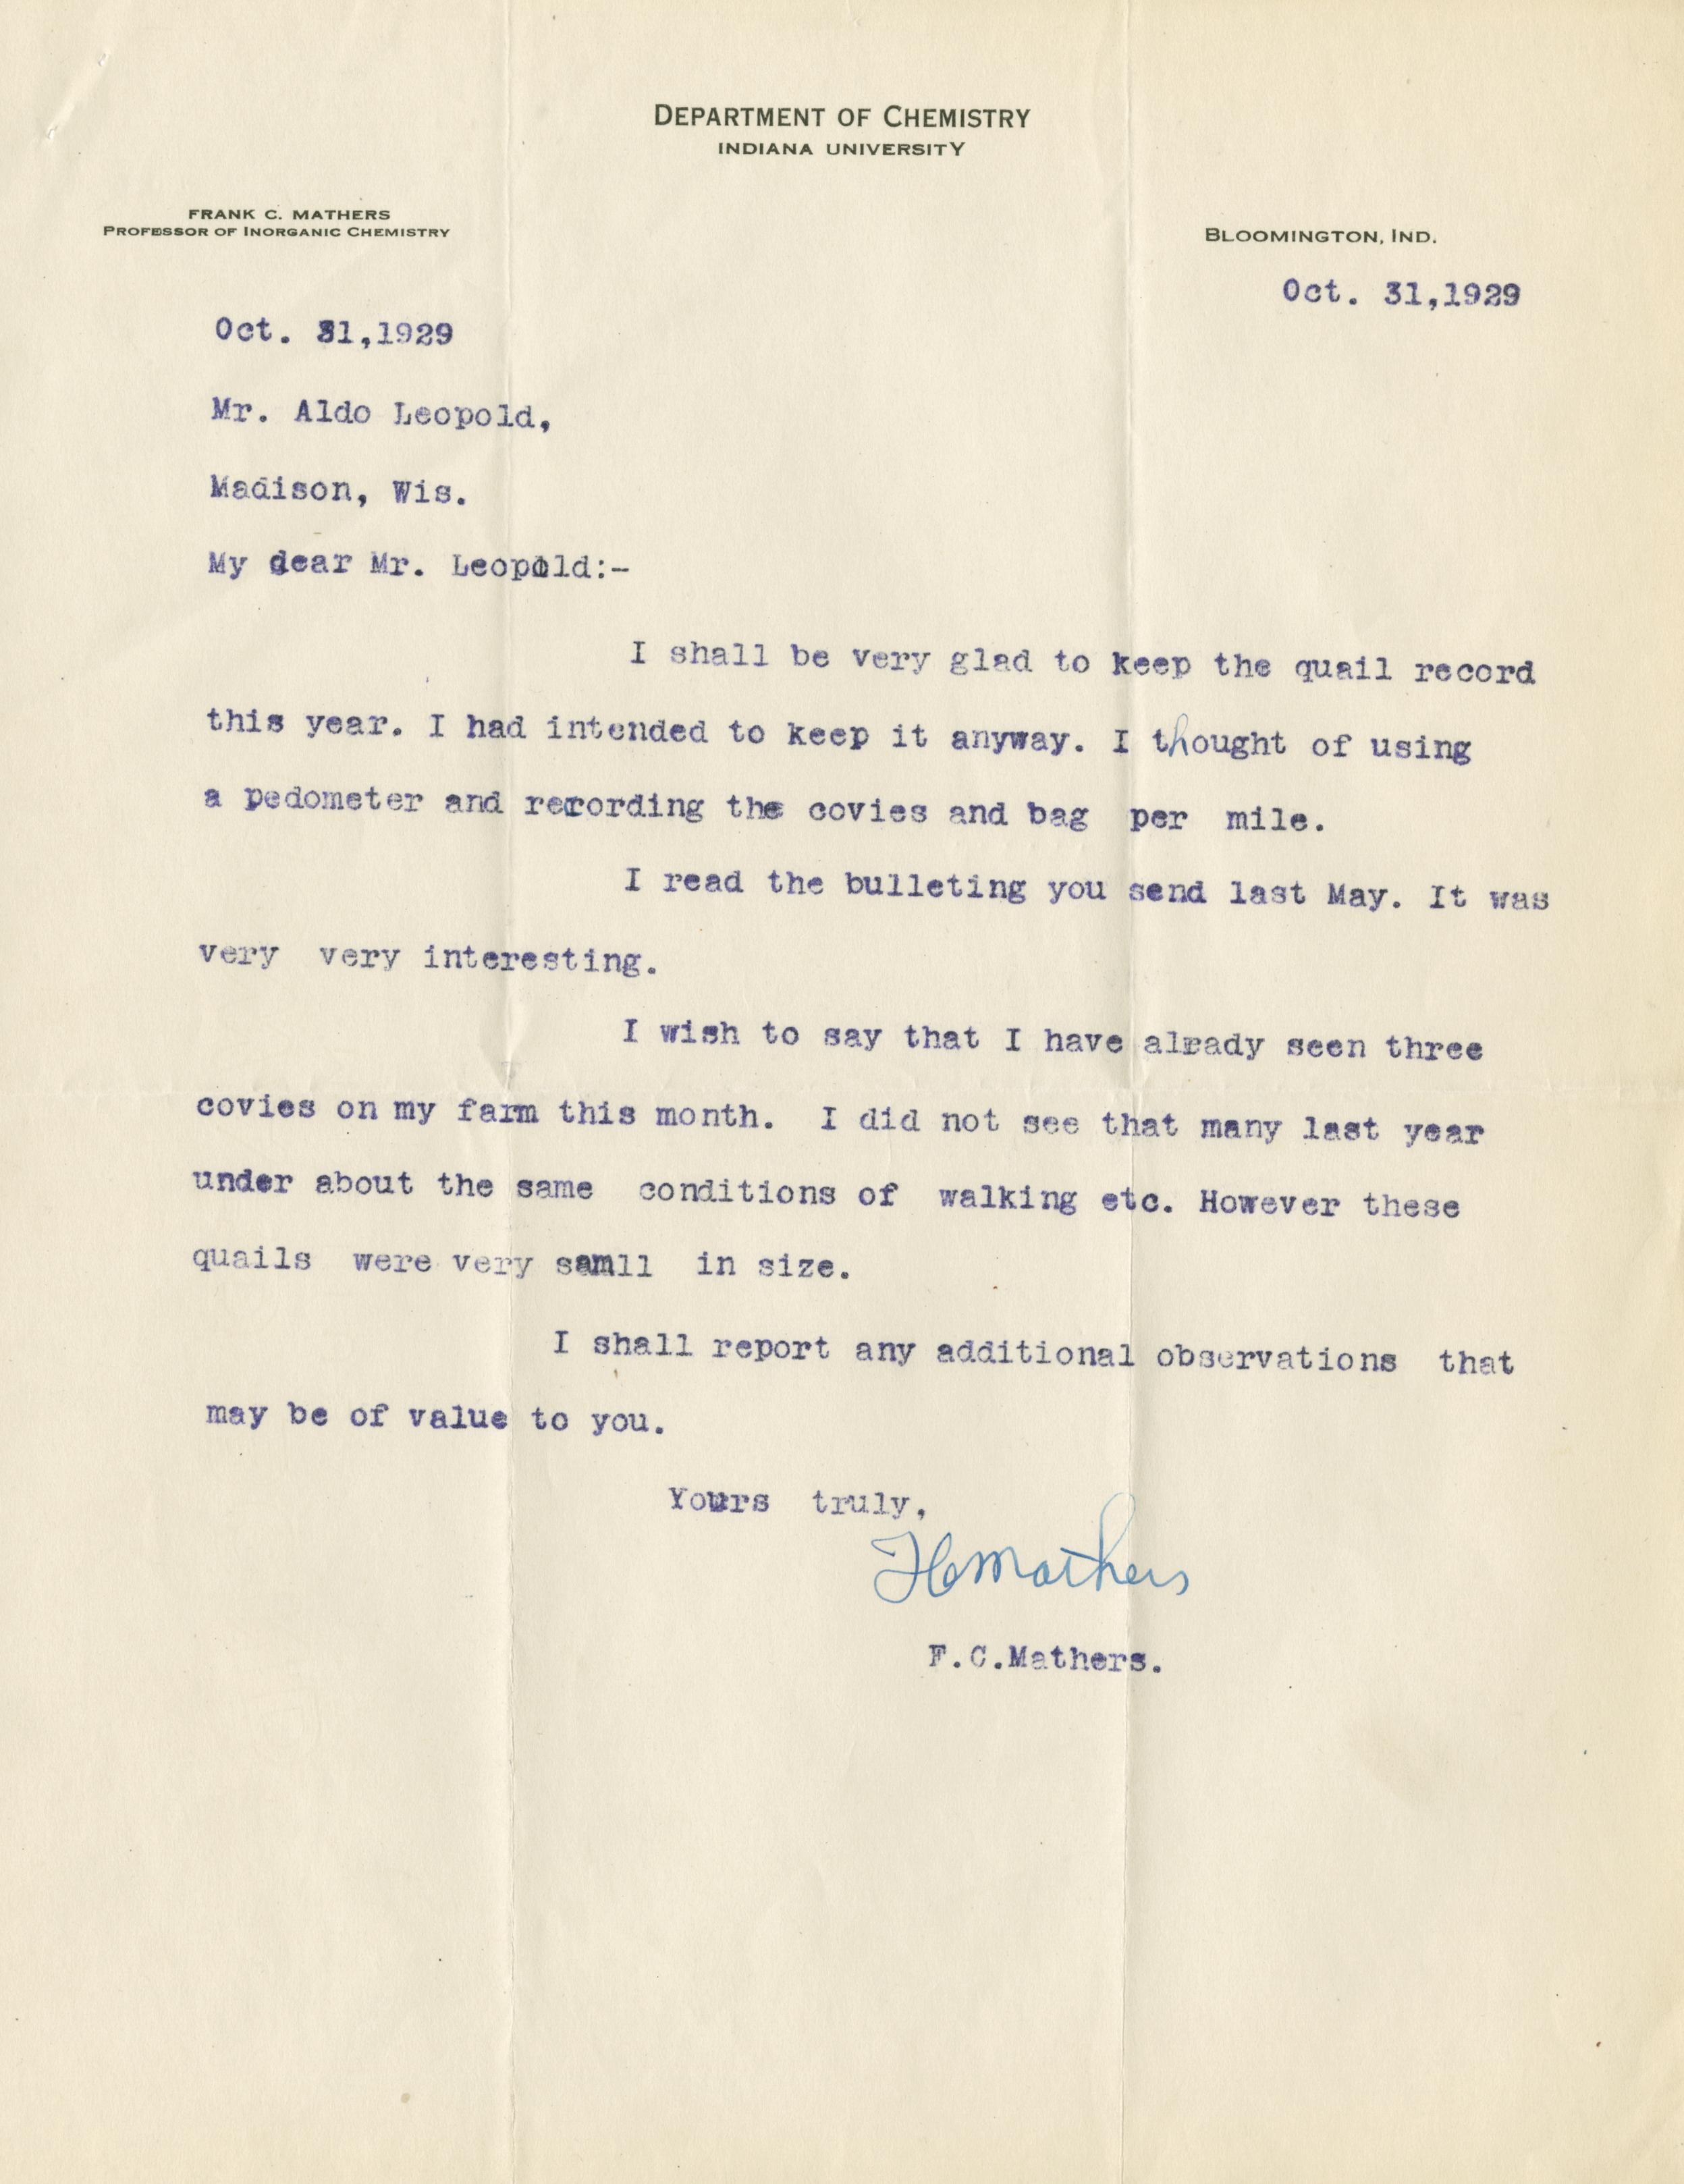 DEPARTMENT OF CHEMISTRY
INDIANA UNIVERSITY
FRANK C. MATHERS
PROFESSOR OF INORGANIC CHEMISTRY
BLOOMINGTON, IND.
Oct. 31,1929
Oct. 31,1929
Mr. Aldo Leopold,
Madison, Wis.
My dear Mr. Leopold:-
I shall be very glad to keep the quail record
this year. I had intended to keep it anyway. I thought of using
a pedometer and recording the covies and bag per mile.
I read the bulleting you send last May. It was
very very interesting.
I wish to say that I have alrady seen three
covies on my farm this month. I did not see that many last year
under about the same conditions of walking etc. However these
quails were very samll in size.
I shall report any additional observations that
may be of value to you.
Yours truly,
FCMathers
F.C.Mathers.